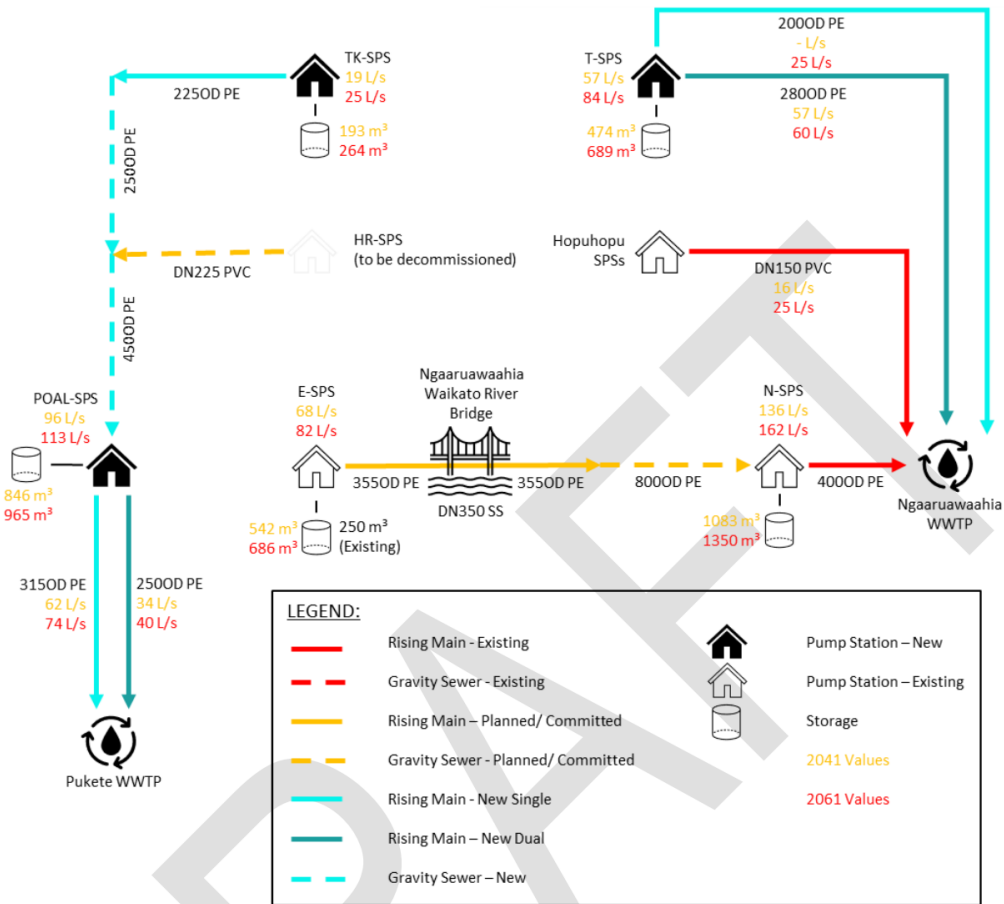 TK-SPS
19 L/s
25 L/s
193 m³
264 m³
225OD PE
250OD PE
T-SPS
57 L/s
84 L/s
474 m³
689 m³
200OD PE
- L/s
25 L/s
280OD PE
57 L/s
60 L/s
HR-SPS
(to be decommissioned)
DN225 PVC
450OD PE
Hopuhopu
SPSs
DN150 PVC
16 L/s
25 L/s
POAL-SPS
96 L/s
113 L/s
846 m³
965 m³
E-SPS
68 L/s
82 L/s
355OD PE
542 m³
686 m³
250 m³
(Existing)
Ngaaruawaahia
Waikato River
Bridge
DN350 SS
355OD PE
800OD PE
N-SPS
136 L/s
162 L/s
1083 m³
1350 m³
400OD PE
Ngaaruawaahia
WWTP
315OD PE
62 L/s
74 L/s
250OD PE
34 L/s
40 L/s
Pukete WWTP
LEGEND:
Rising Main - Existing
Gravity Sewer - Existing
Rising Main – Planned/ Committed
Gravity Sewer - Planned/ Committed
Rising Main - New Single
Rising Main – New Dual
Gravity Sewer – New
Pump Station – New
Pump Station – Existing
Storage
2041 Values
2061 Values
DRAFT